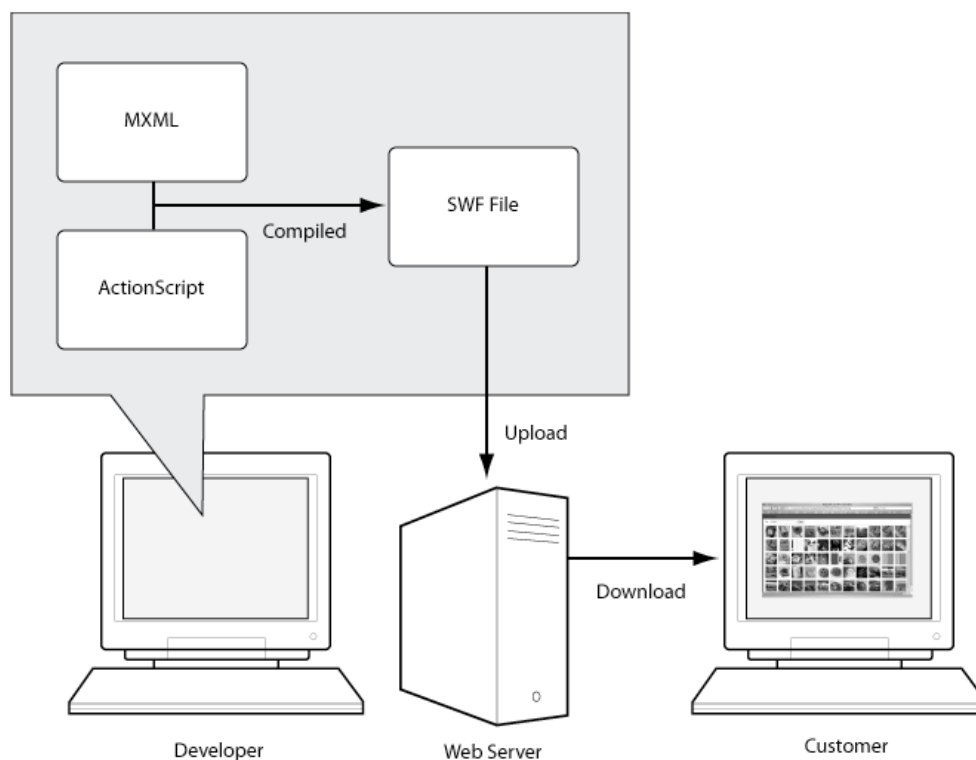 MXML
SWF File
Compiled
ActionScript
Upload
Download
Developer
Web Server
Customer